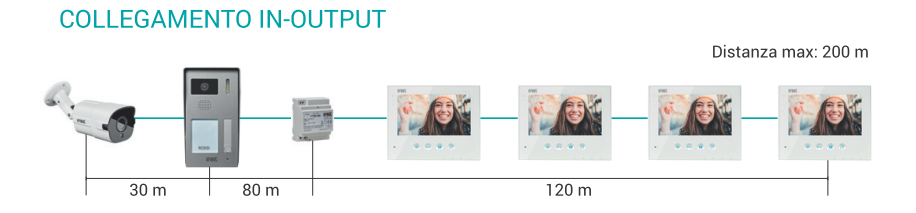 COLLEGAMENTO IN-OUTPUT
Distanza max: 200 m
30 m
80 m
120 m